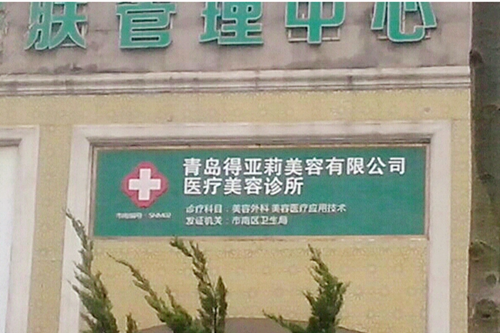 肤管理中心
青岛得亚莉美容有限公司
医疗美容诊所
诊疗科目：美容外科 美容医疗应用技术
发证机关：市南区卫生局